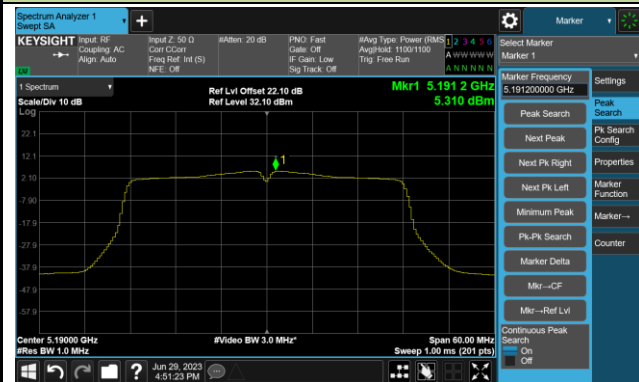 Spectrum Analyzer 1
Swept SA
Marker
KEYSIGHT
Input: RF
Coupling: AC
Align: Auto
Input Z: 50 Ω
Corr CCorr
Freq Ref: Int (S)
NFE: Off
#Atten: 20 dB
PNO: Fast
Gate: Off
IF Gain: Low
Sig Track: Off
#Avg Type: Power (RMS
Avg|Hold: 1100/1100
Trig: Free Run
1 2 3 4 5 6
A W W W W W
A N N N N N
LXI
Select Marker
Marker 1
1 Spectrum
Scale/Div 10 dB
Ref Lvl Offset 22.10 dB
Ref Level 32.10 dBm
Mkr1 5.191 2 GHz
5.310 dBm
Log
22.1
12.1
2.10
-7.90
-17.9
-27.9
-37.9
-47.9
-57.9
1
Center 5.19000 GHz
#Res BW 1.0 MHz
#Video BW 3.0 MHz*
Span 60.00 MHz
Sweep 1.00 ms (201 pts)
Marker Frequency
5.191200000 GHz
Peak Search
Next Peak
Next Pk Right
Next Pk Left
Minimum Peak
Pk-Pk Search
Marker Delta
Mkr→CF
Mkr→Ref Lvl
Continuous Peak
Search
On
Off
Settings
Peak
Search
Pk Search
Config
Properties
Marker
Function
Marker→
Counter
Jun 29, 2023
4:51:23 PM